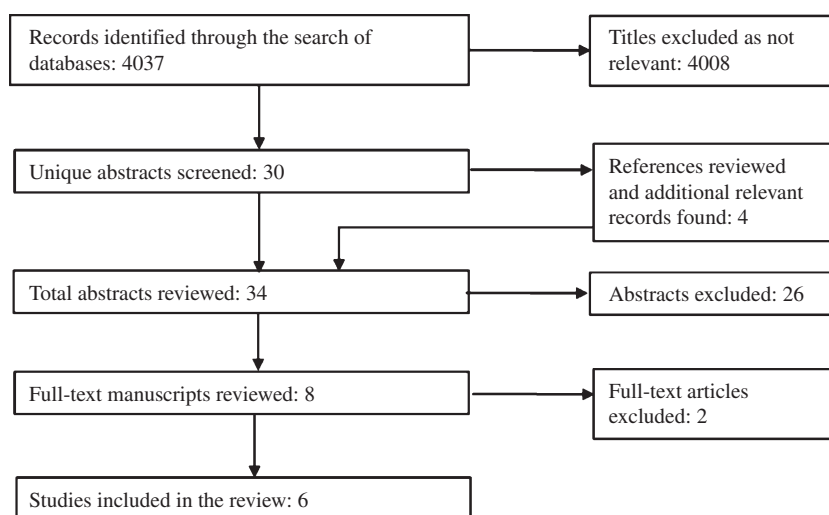 Records identified through the search of
databases: 4037
Titles excluded as not
relevant: 4008
Unique abstracts screened: 30
References reviewed
and additional relevant
records found: 4
Total abstracts reviewed: 34
Abstracts excluded: 26
Full-text manuscripts reviewed: 8
Full-text articles
excluded: 2
Studies included in the review: 6